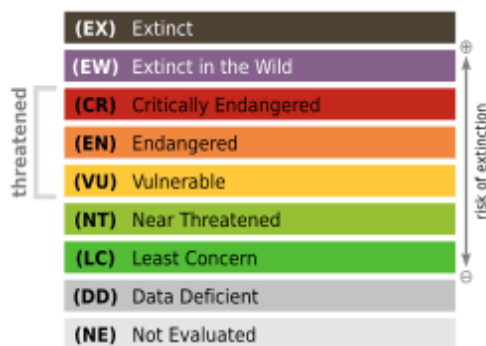 (EX) Extinct
(EW) Extinct in the Wild
(CR) Critically Endangered
(EN) Endangered
(VU) Vulnerable
(NT) Near Threatened
(LC) Least Concern
(DD) Data Deficient
(NE) Not Evaluated
threatened
⊕
risk of extinction
⊖